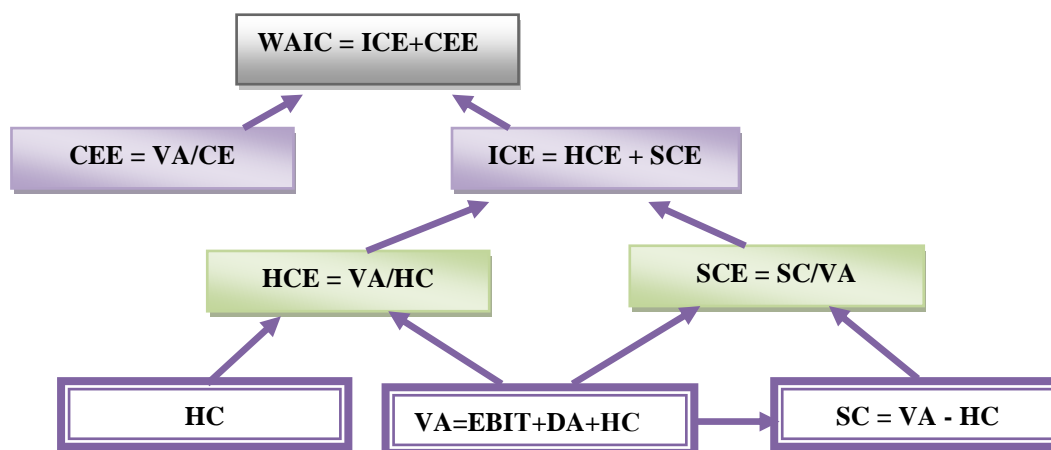 WAIC = ICE+CEE
CEE = VA/CE
ICE = HCE + SCE
HCE = VA/HC
SCE = SC/VA
HC
VA=EBIT+DA+HC
SC = VA - HC